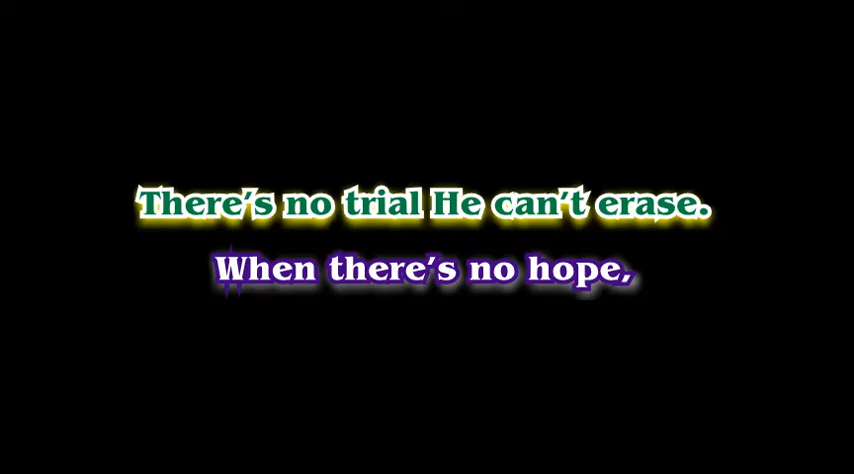 There’s no trial He can’t erase.
When there’s no hope,